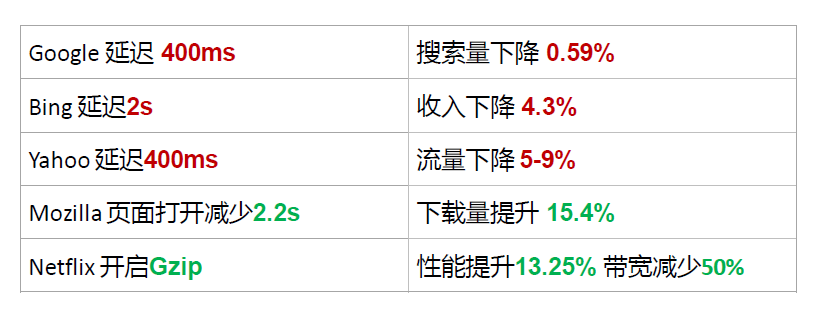 Google 延迟 400ms
搜索量下降 0.59%
Bing 延迟2s
收入下降 4.3%
Yahoo 延迟400ms
流量下降 5-9%
Mozilla 页面打开减少2.2s
下载量提升 15.4%
Netflix 开启Gzip
性能提升13.25% 带宽减少50%